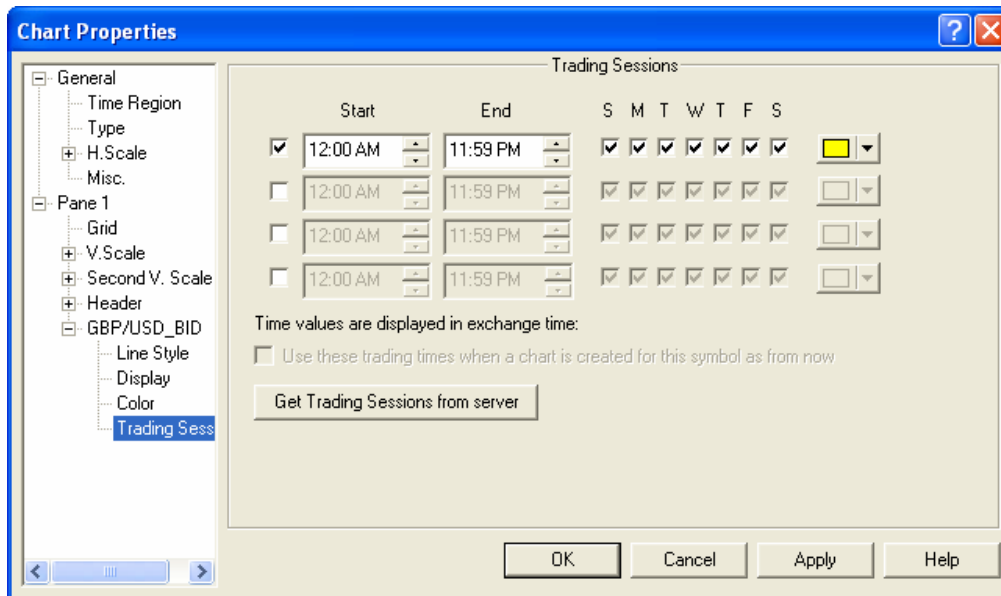 Chart Properties
General
Time Region
Type
H.Scale
Misc.
Pane 1
Grid
V.Scale
Second V. Scale
Header
GBP/USD_BID
Line Style
Display
Color
Trading Sess
Trading Sessions
Start End S M T W T F S
12:00 AM 11:59 PM
12:00 AM 11:59 PM
12:00 AM 11:59 PM
12:00 AM 11:59 PM
Time values are displayed in exchange time:
Use these trading times when a chart is created for this symbol as from now
Get Trading Sessions from server
OK Cancel Apply Help